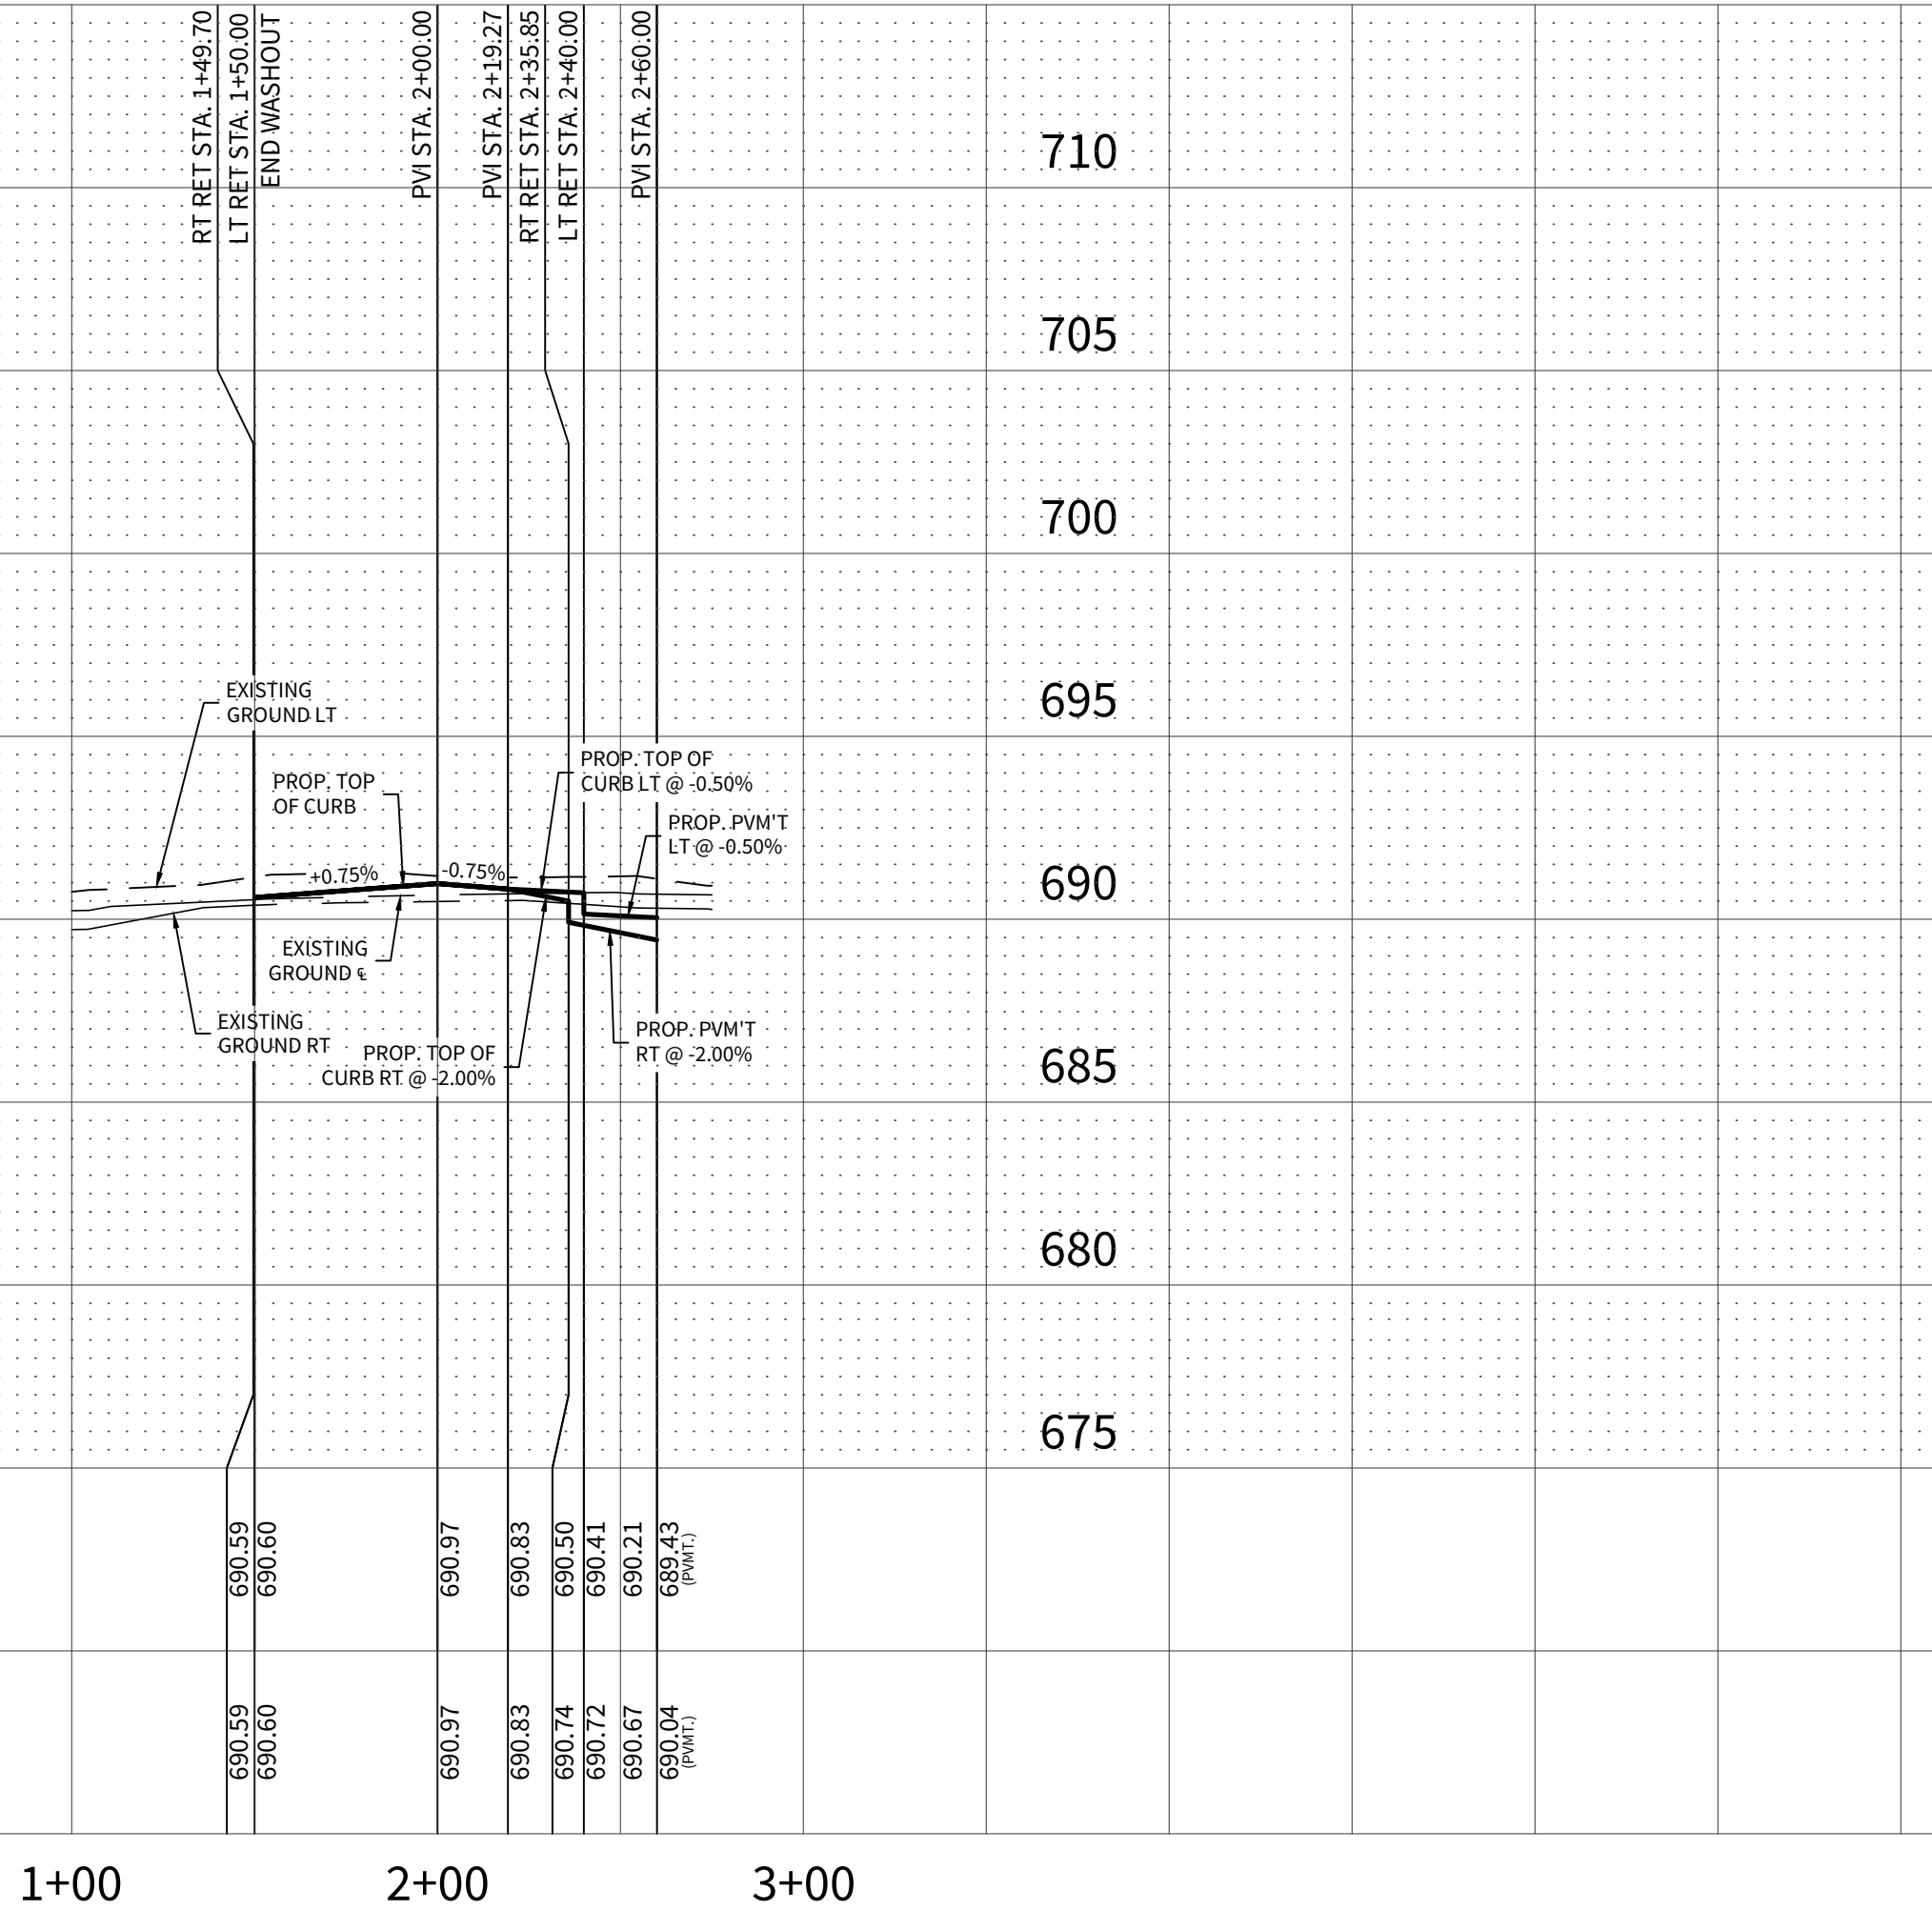 RT RET STA. 1+49.70
LT RET STA. 1+50.00
END WASHOUT
PVI STA. 2+00.00
PVI STA. 2+19.27
RT RET STA. 2+35.85
LT RET STA. 2+40.00
PVI STA. 2+60.00
710
705
700
695
690
685
680
675
EXISTING
GROUND LT
PROP. TOP
OF CURB
PROP. TOP OF
CURB LT @ -0.50%
PROP. PVM'T
LT @ -0.50%
+0.75%
-0.75%
EXISTING
GROUND ℄
EXISTING
GROUND RT
PROP. TOP OF
CURB RT @ -2.00%
PROP. PVM'T
RT @ -2.00%
690.59
690.60
690.97
690.83
690.50
690.41
690.21
689.43
(PVMT.)
690.59
690.60
690.97
690.83
690.74
690.72
690.67
690.04
(PVMT.)
1+00
2+00
3+00